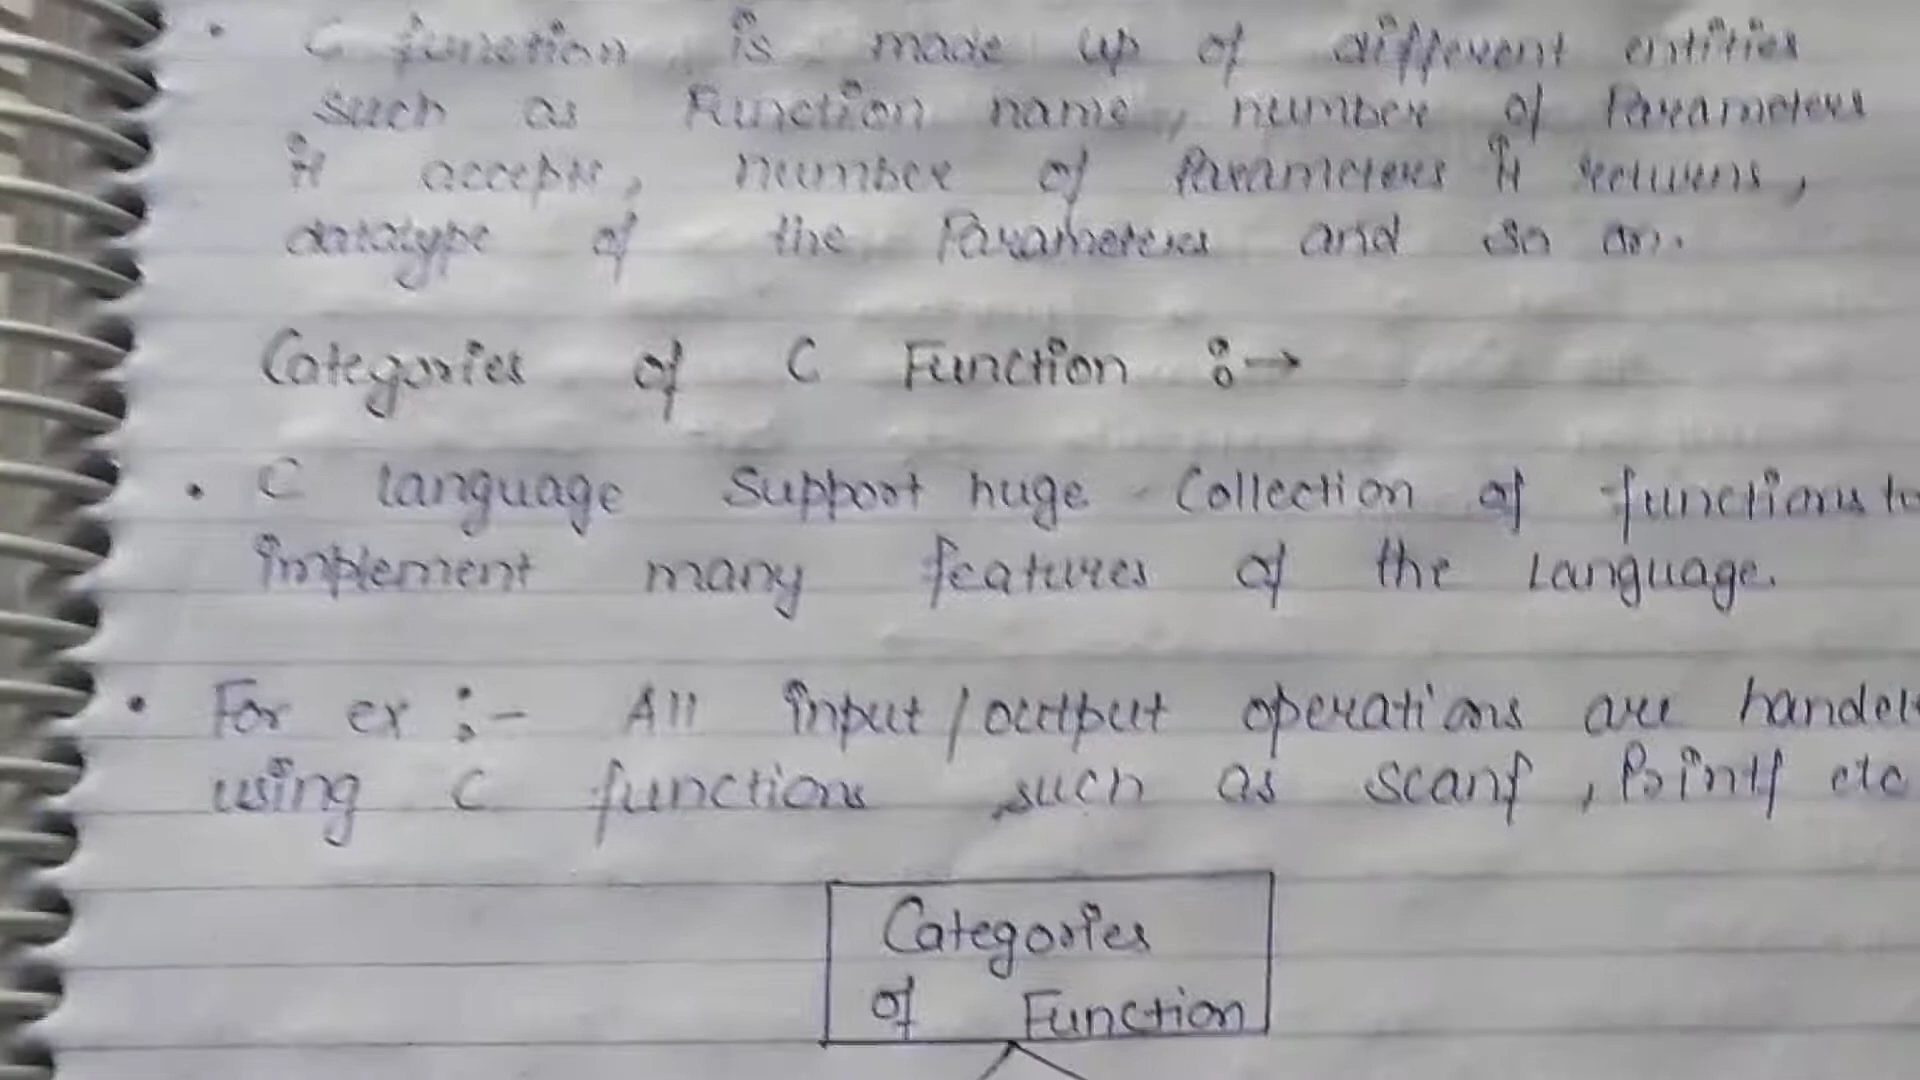 • C function is made up of different entities
such as Function name, number of Parameters
it accepts, number of Parameters it returns,
datatype of the Parameters and so on.
Categories of C Function :→
• C language Support huge Collection of functions to
implement many features of the Language.
• For ex :- All input/output operations are handel
using C functions such as scanf, Printf etc
Categories
of Function